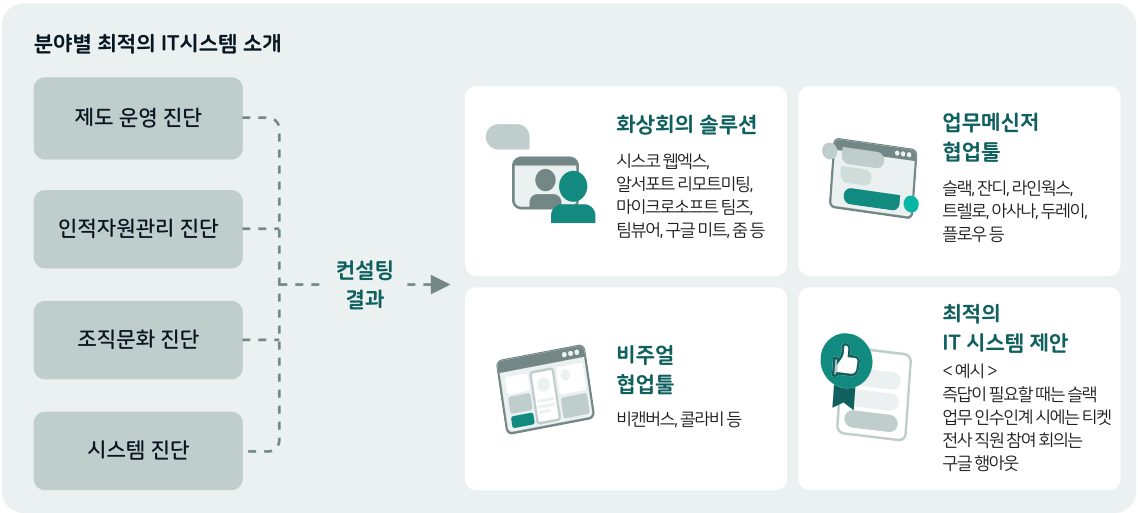 분야별 최적의 IT시스템 소개
제도 운영 진단
인적자원관리 진단
조직문화 진단
시스템 진단
컨설팅
결과
화상회의 솔루션
시스코 웹엑스,
알서포트 리모트미팅,
마이크로소프트 팀즈,
팀뷰어, 구글 미트, 줌 등
업무메신저
협업툴
슬랙, 잔디, 라인웍스,
트렐로, 아사나, 두레이,
플로우 등
비주얼
협업툴
비캔버스, 콜라비 등
최적의
IT 시스템 제안
< 예시 >
즉답이 필요할 때는 슬랙
업무 인수인계 시에는 티켓
전사 직원 참여 회의는
구글 행아웃